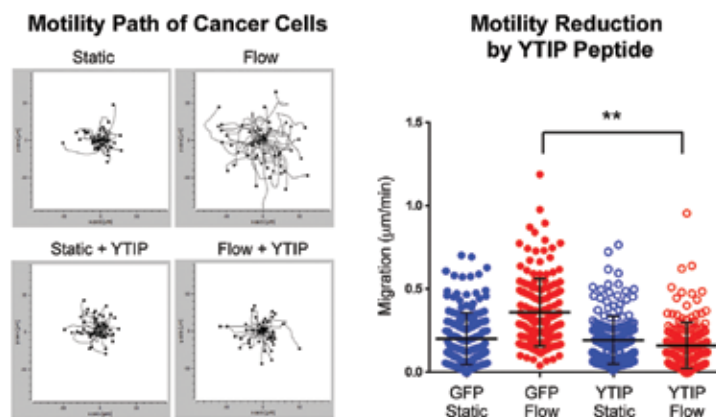 Motility Path of Cancer Cells
Static
Flow
Static + YTIP
Flow + YTIP
Motility Reduction
by YTIP Peptide
**
1.5
1.0
0.5
0.0
Migration (μm/min)
GFP Static
GFP Flow
YTIP Static
YTIP Flow